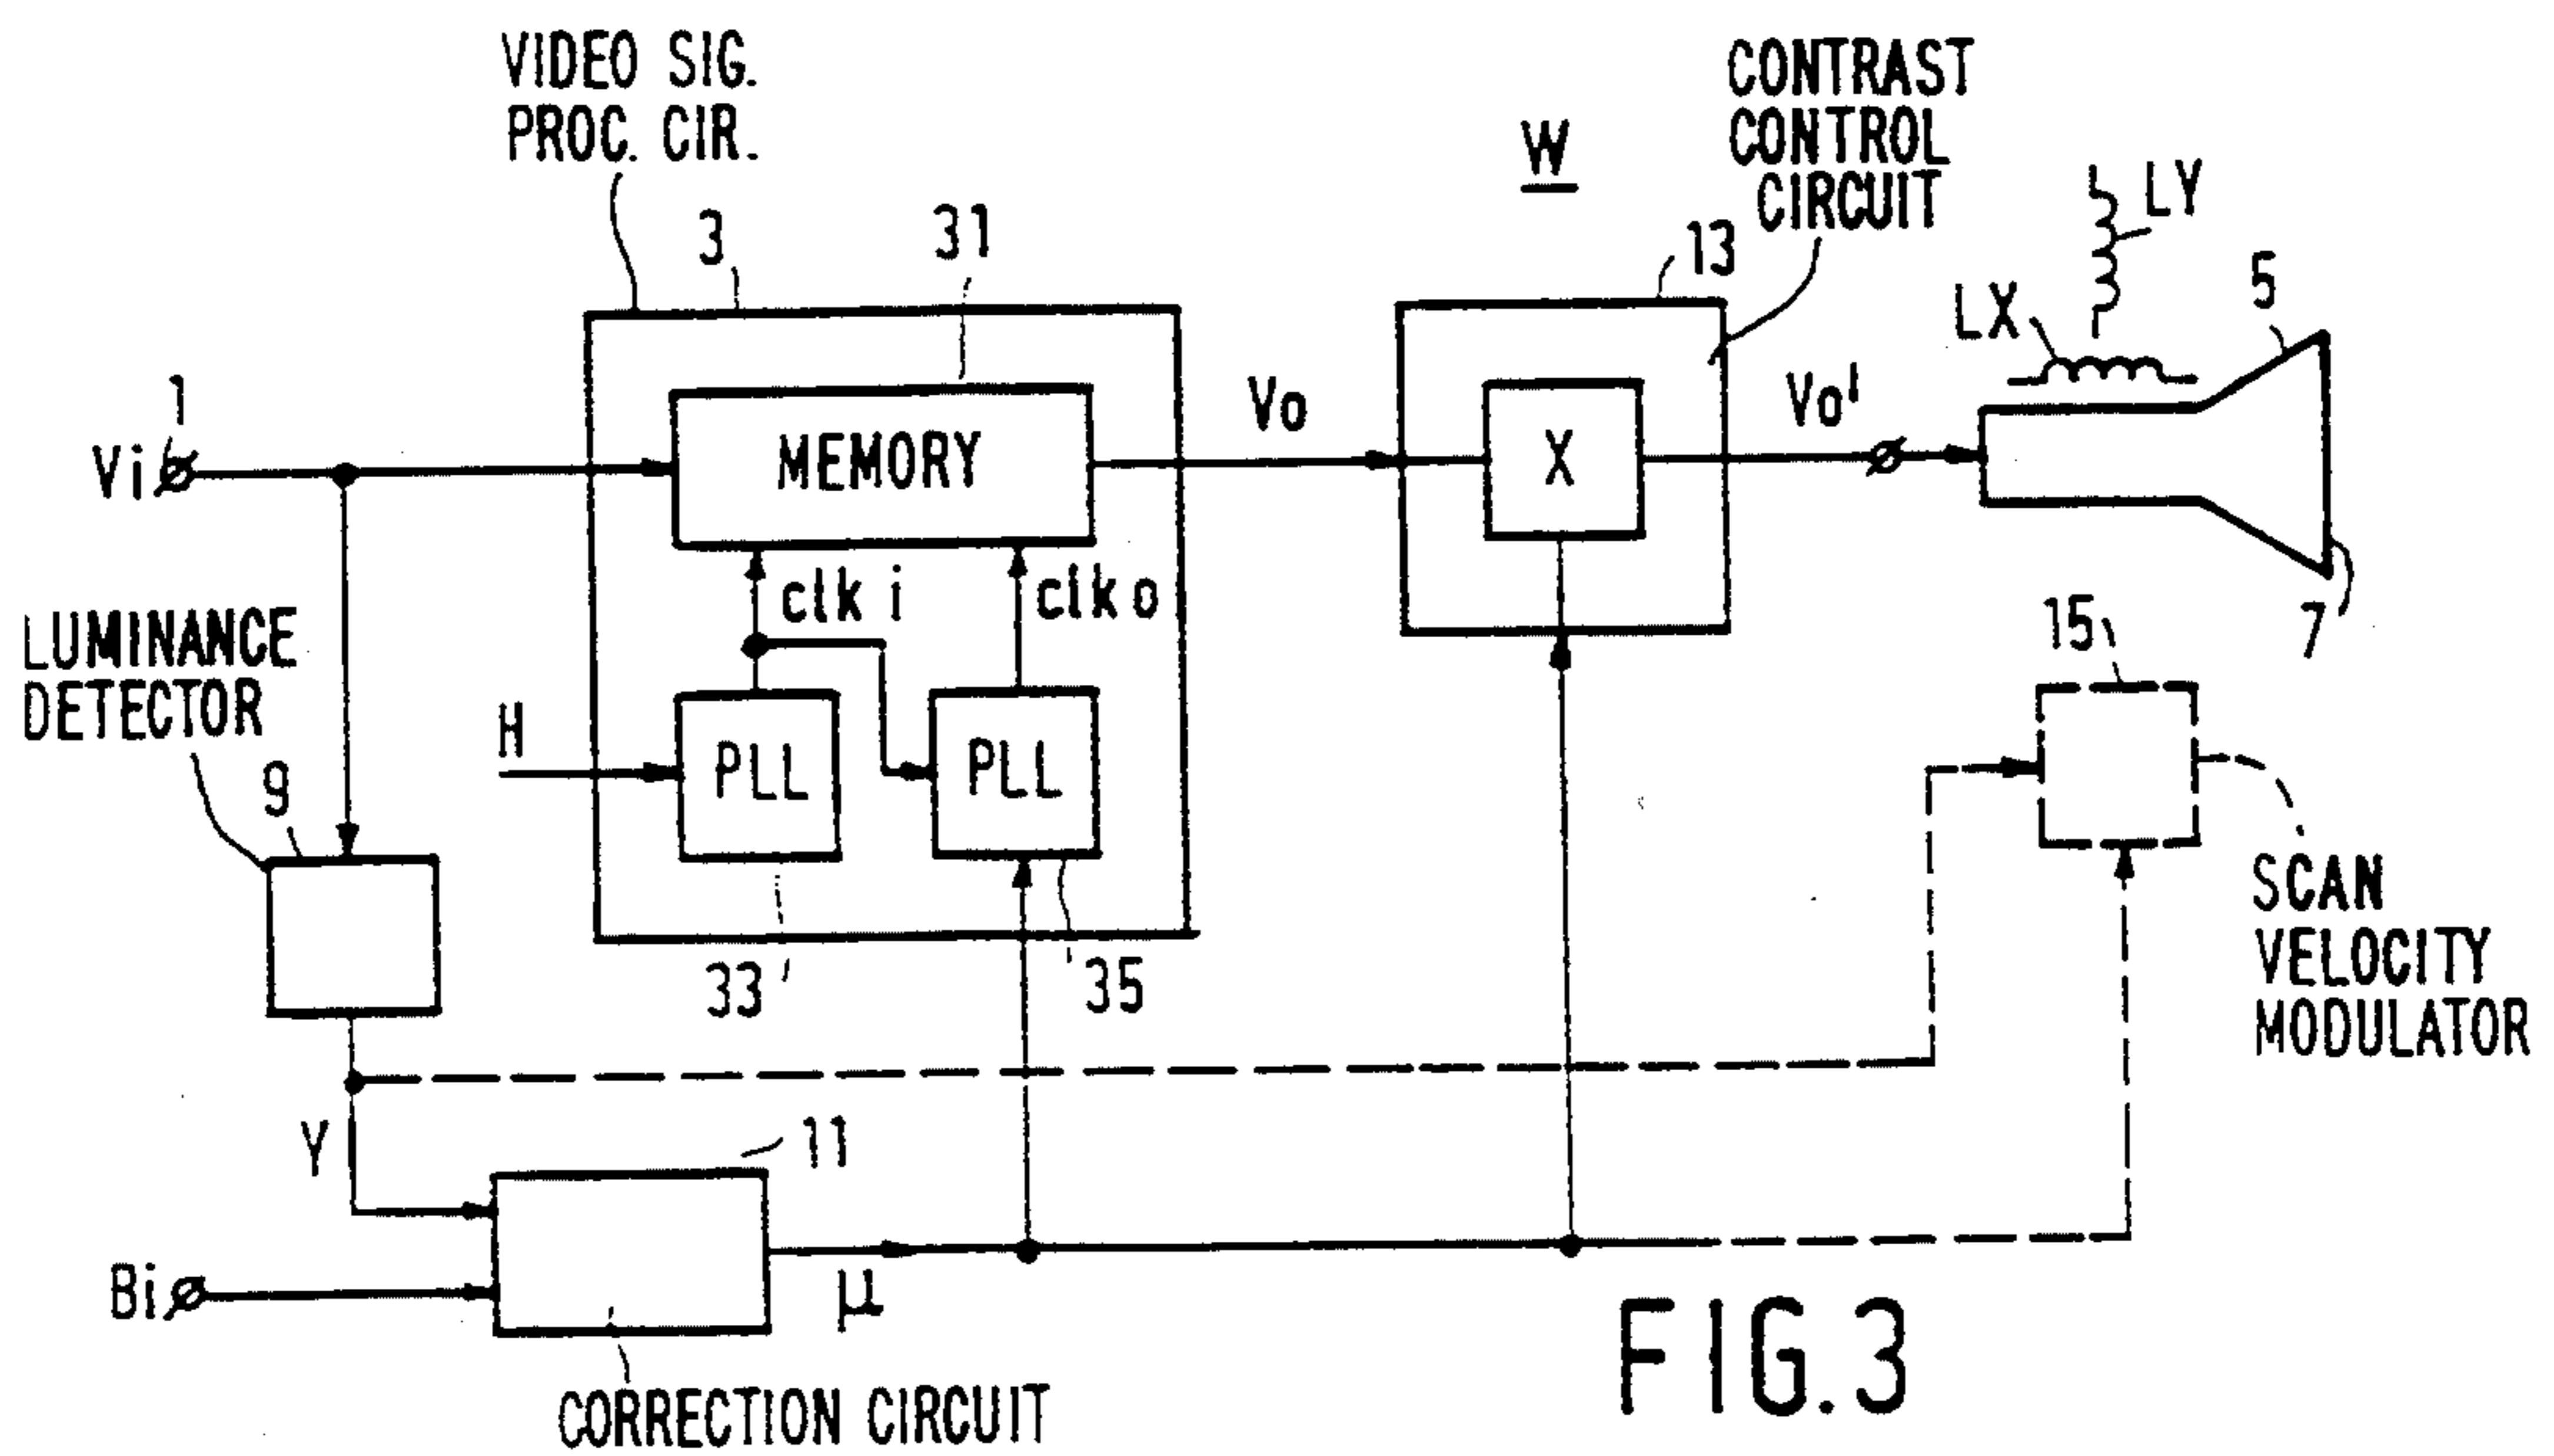 VIDEO SIG.
PROC. CIR.
CONTRAST
CONTROL
CIRCUIT
W
LY
3
31
13
LX
5
1
Vi
MEMORY
Vo
X
Vo'
clk i
clk o
7
LUMINANCE
DETECTOR
H
PLL
PLL
15
9
33
35
SCAN
VELOCITY
MODULATOR
Y
11
Bi
μ
CORRECTION CIRCUIT
FIG.3